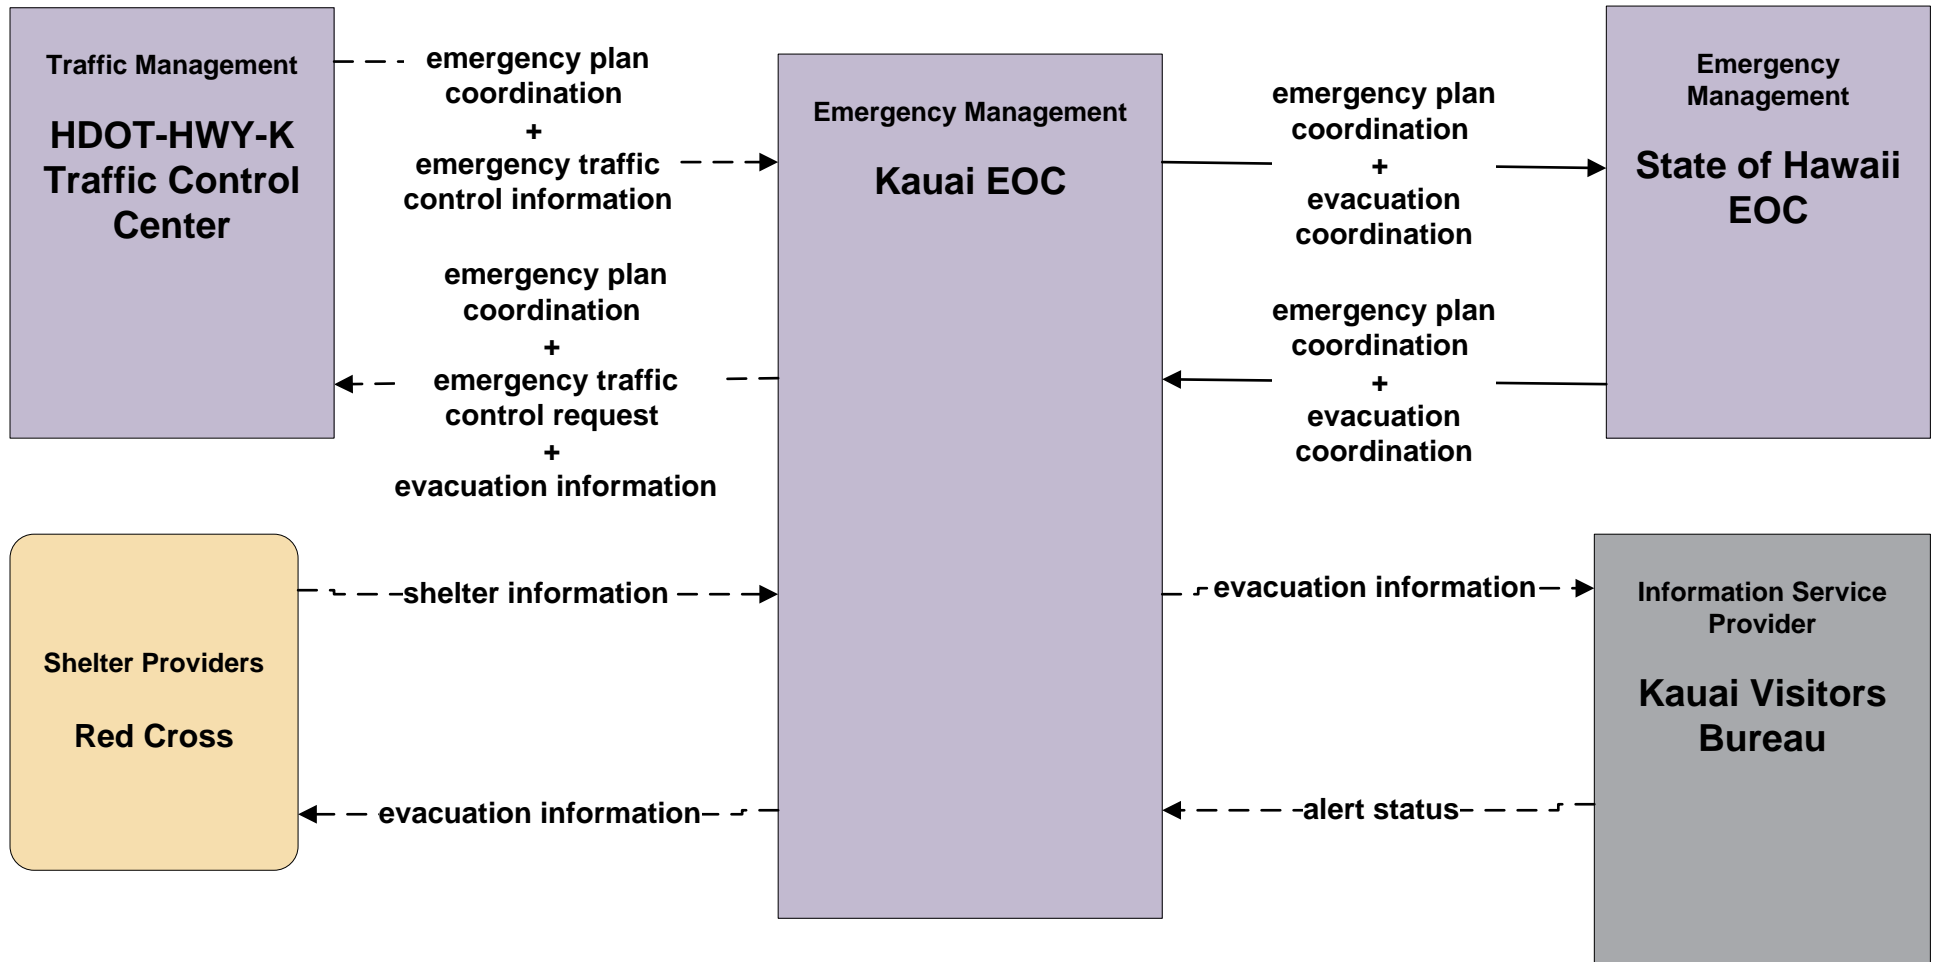 Traffic Management
HDOT-HWY-K
Traffic Control
Center
emergency plan
coordination
+
emergency traffic
control information
emergency plan
coordination
+
emergency traffic
control request
+
evacuation information
Emergency Management
Kauai EOC
emergency plan
coordination
+
evacuation
coordination
emergency plan
coordination
+
evacuation
coordination
Emergency
Management
State of Hawaii
EOC
Shelter Providers
Red Cross
shelter information
evacuation information
evacuation information
alert status
Information Service
Provider
Kauai Visitors
Bureau